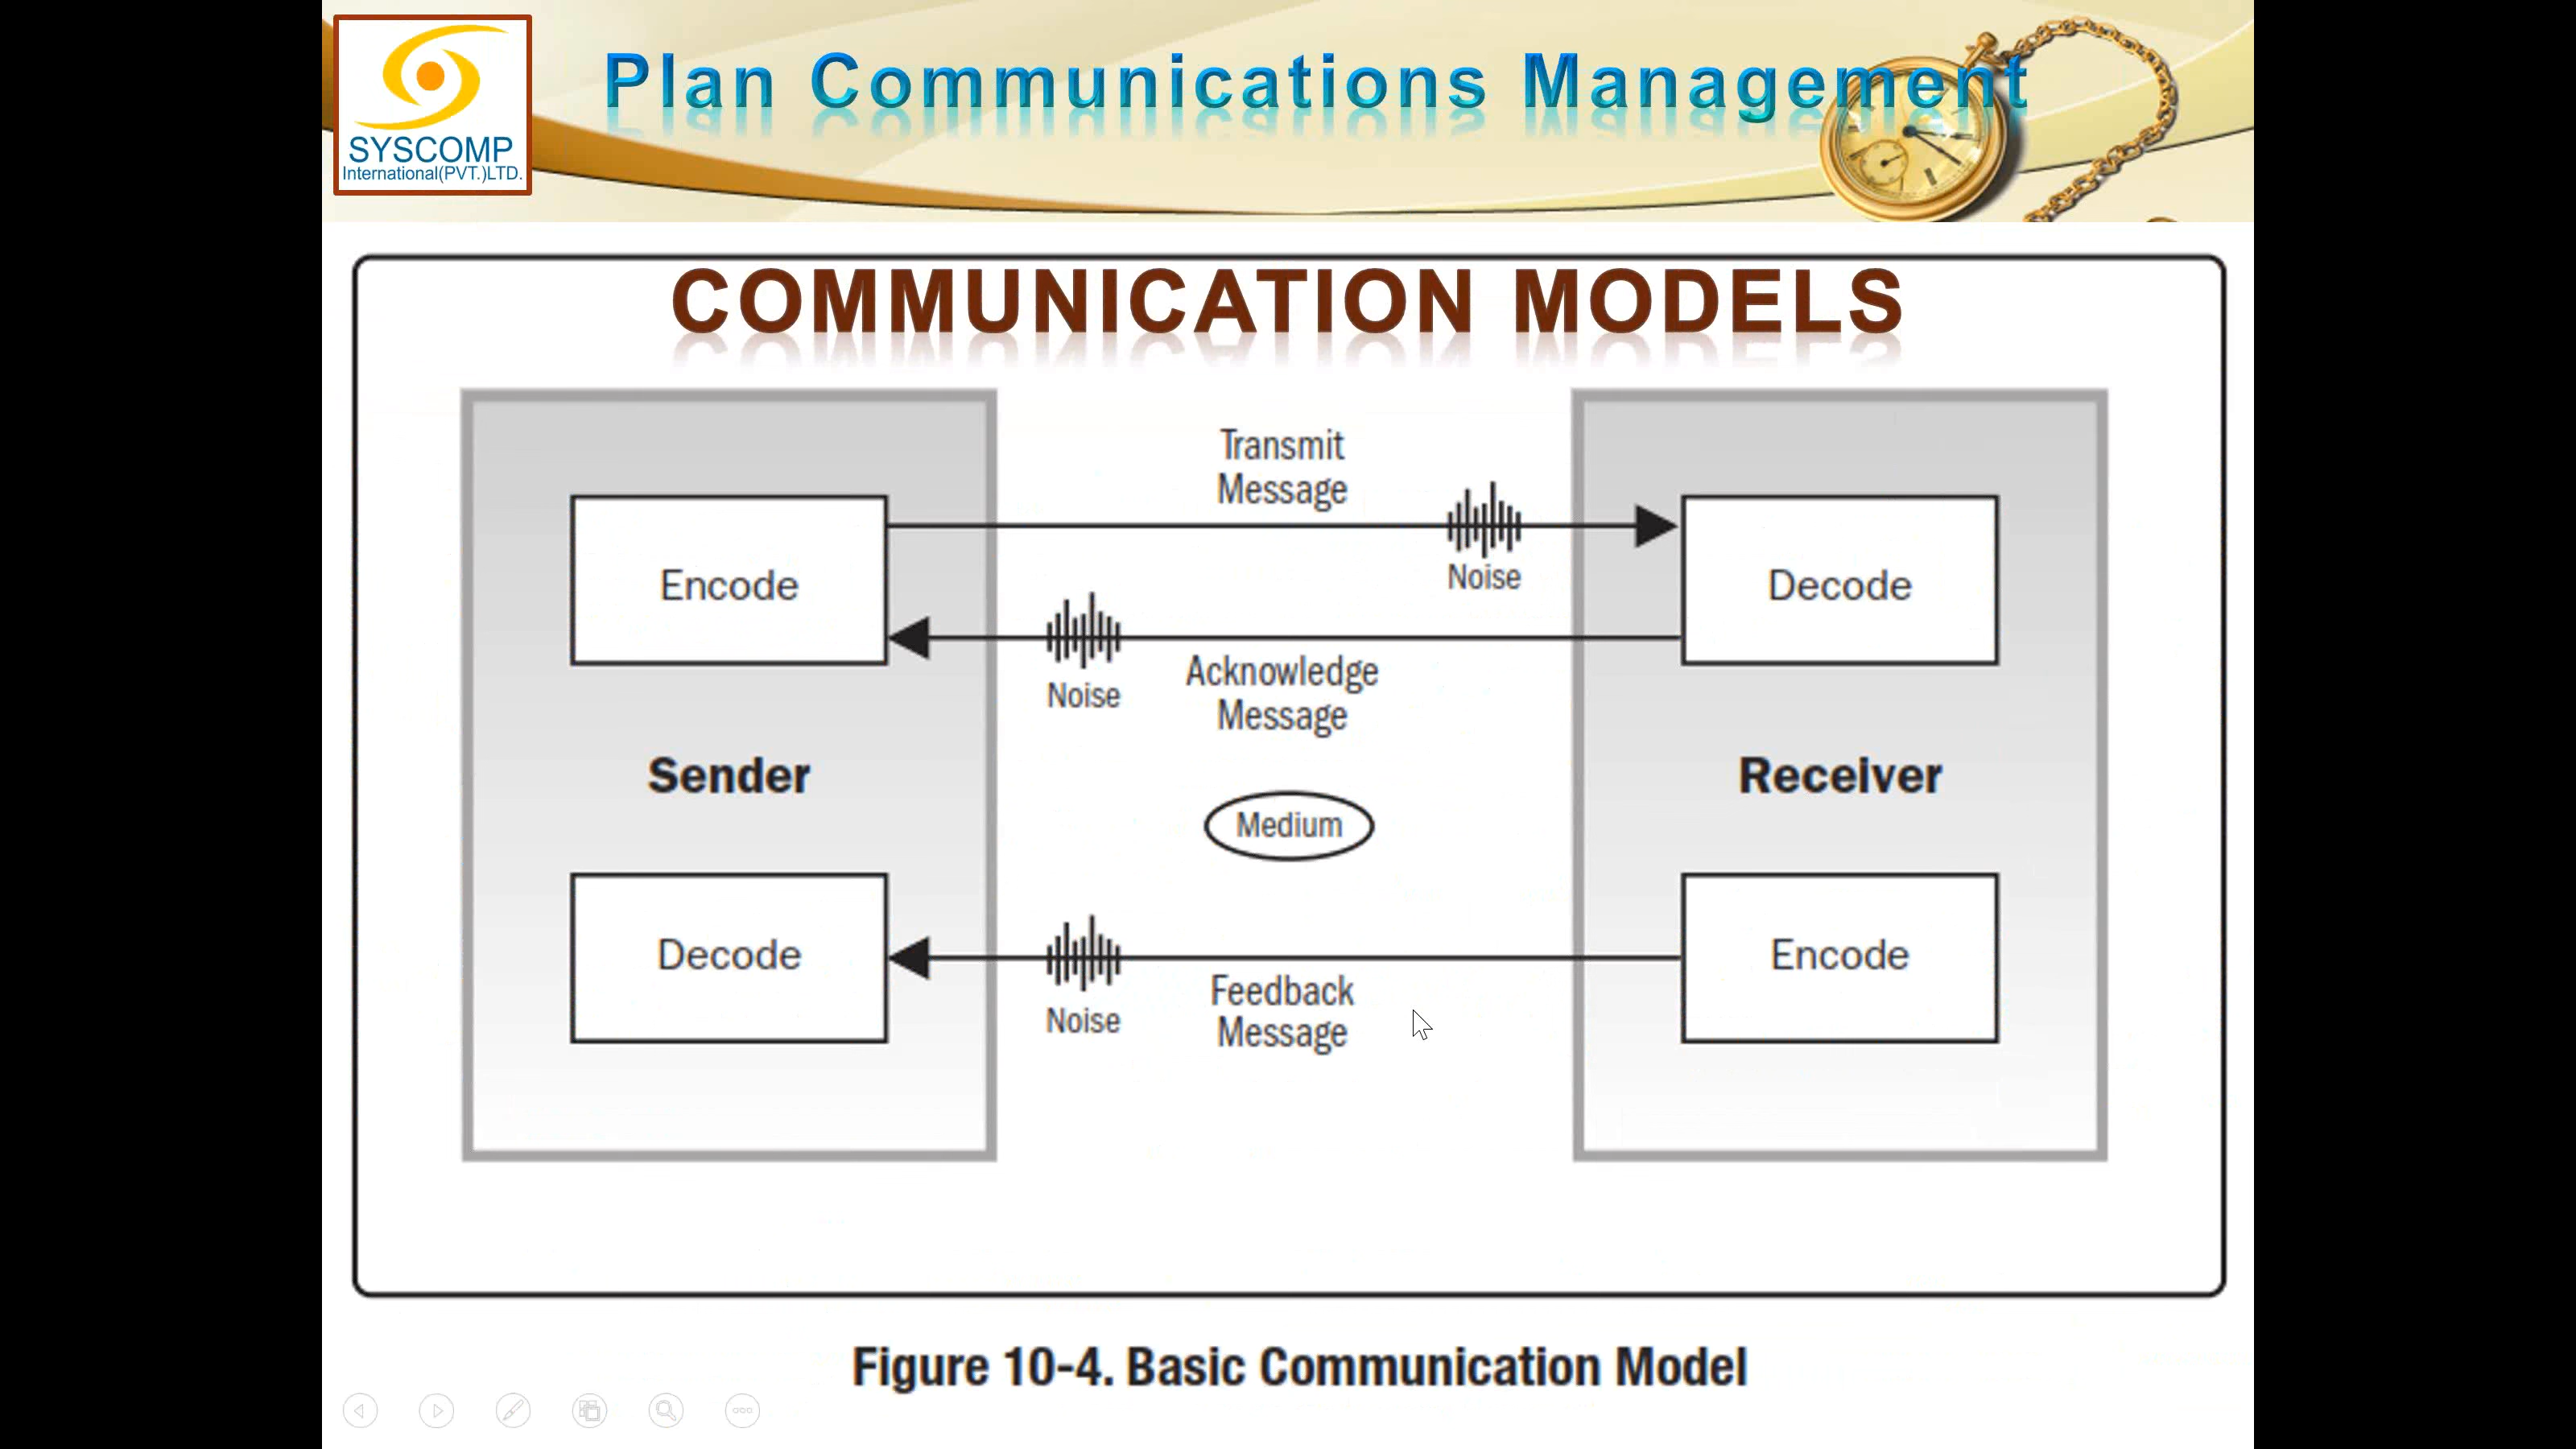 Plan Communications Management
SYSCOMP
International(PVT.)LTD.
COMMUNICATION MODELS
Transmit
Message
Noise
Encode
Decode
Noise
Acknowledge
Message
Sender
Receiver
Medium
Decode
Encode
Noise
Feedback
Message
Figure 10-4. Basic Communication Model